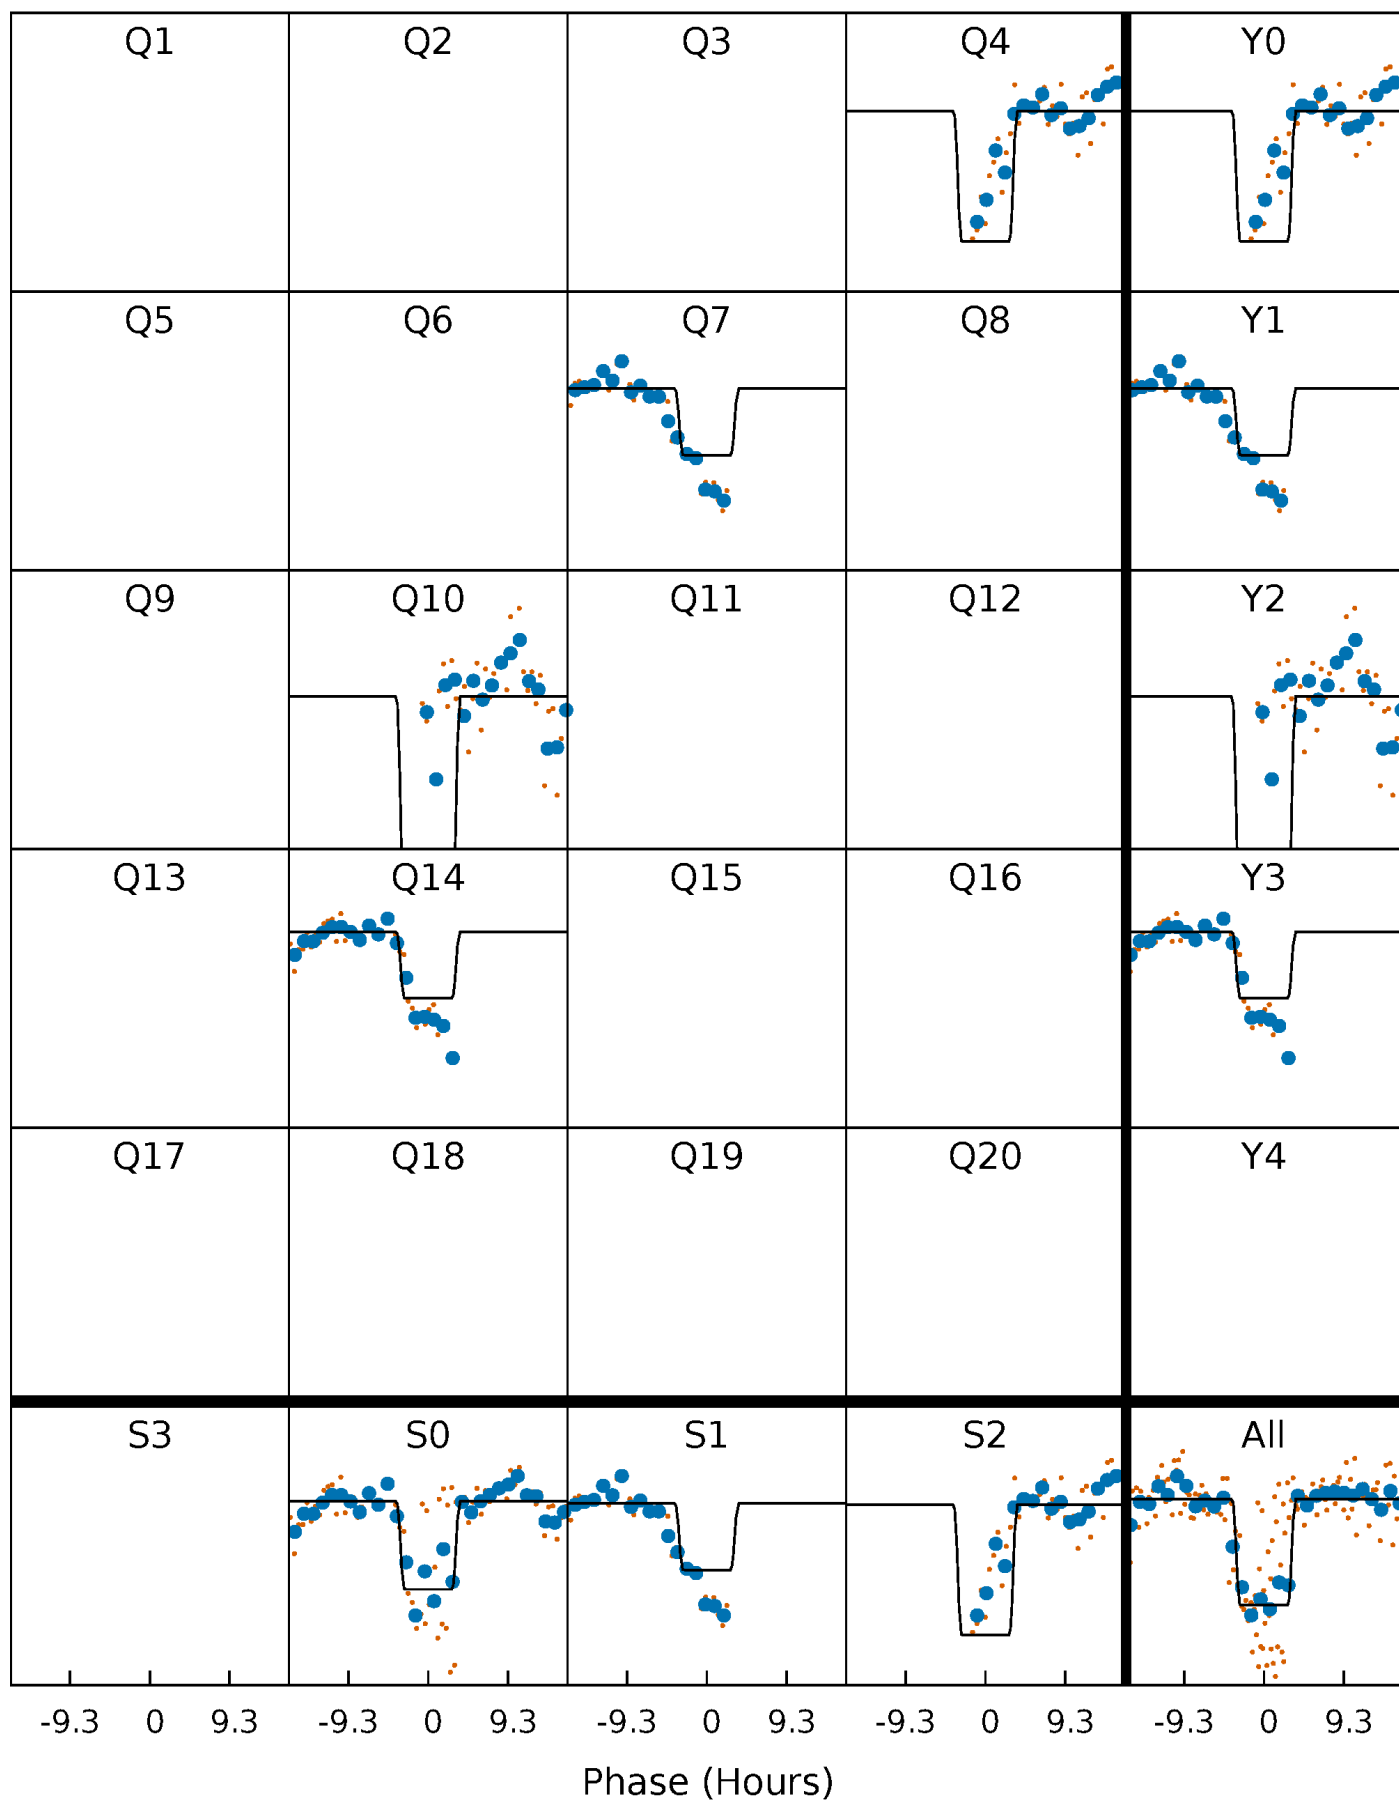 Q1 Q2 Q3 Q4 Y0
Q5 Q6 Q7 Q8 Y1
Q9 Q10 Q11 Q12 Y2
Q13 Q14 Q15 Q16 Y3
Q17 Q18 Q19 Q20 Y4
S3 S0 S1 S2 All
-9.3 0 9.3 -9.3 0 9.3 -9.3 0 9.3 -9.3 0 9.3 -9.3 0 9.3
Phase (Hours)